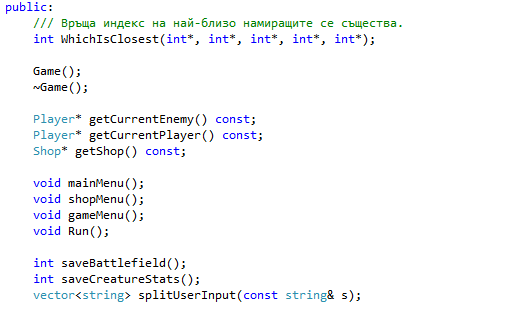 public:
    /// Връща индекс на най-близо намиращите се същества.
    int WhichIsClosest(int*, int*, int*, int*, int*);

    Game();
    ~Game();

    Player* getCurrentEnemy() const;
    Player* getCurrentPlayer() const;
    Shop* getShop() const;

    void mainMenu();
    void shopMenu();
    void gameMenu();
    void Run();

    int saveBattlefield();
    int saveCreatureStats();
    vector<string> splitUserInput(const string& s);